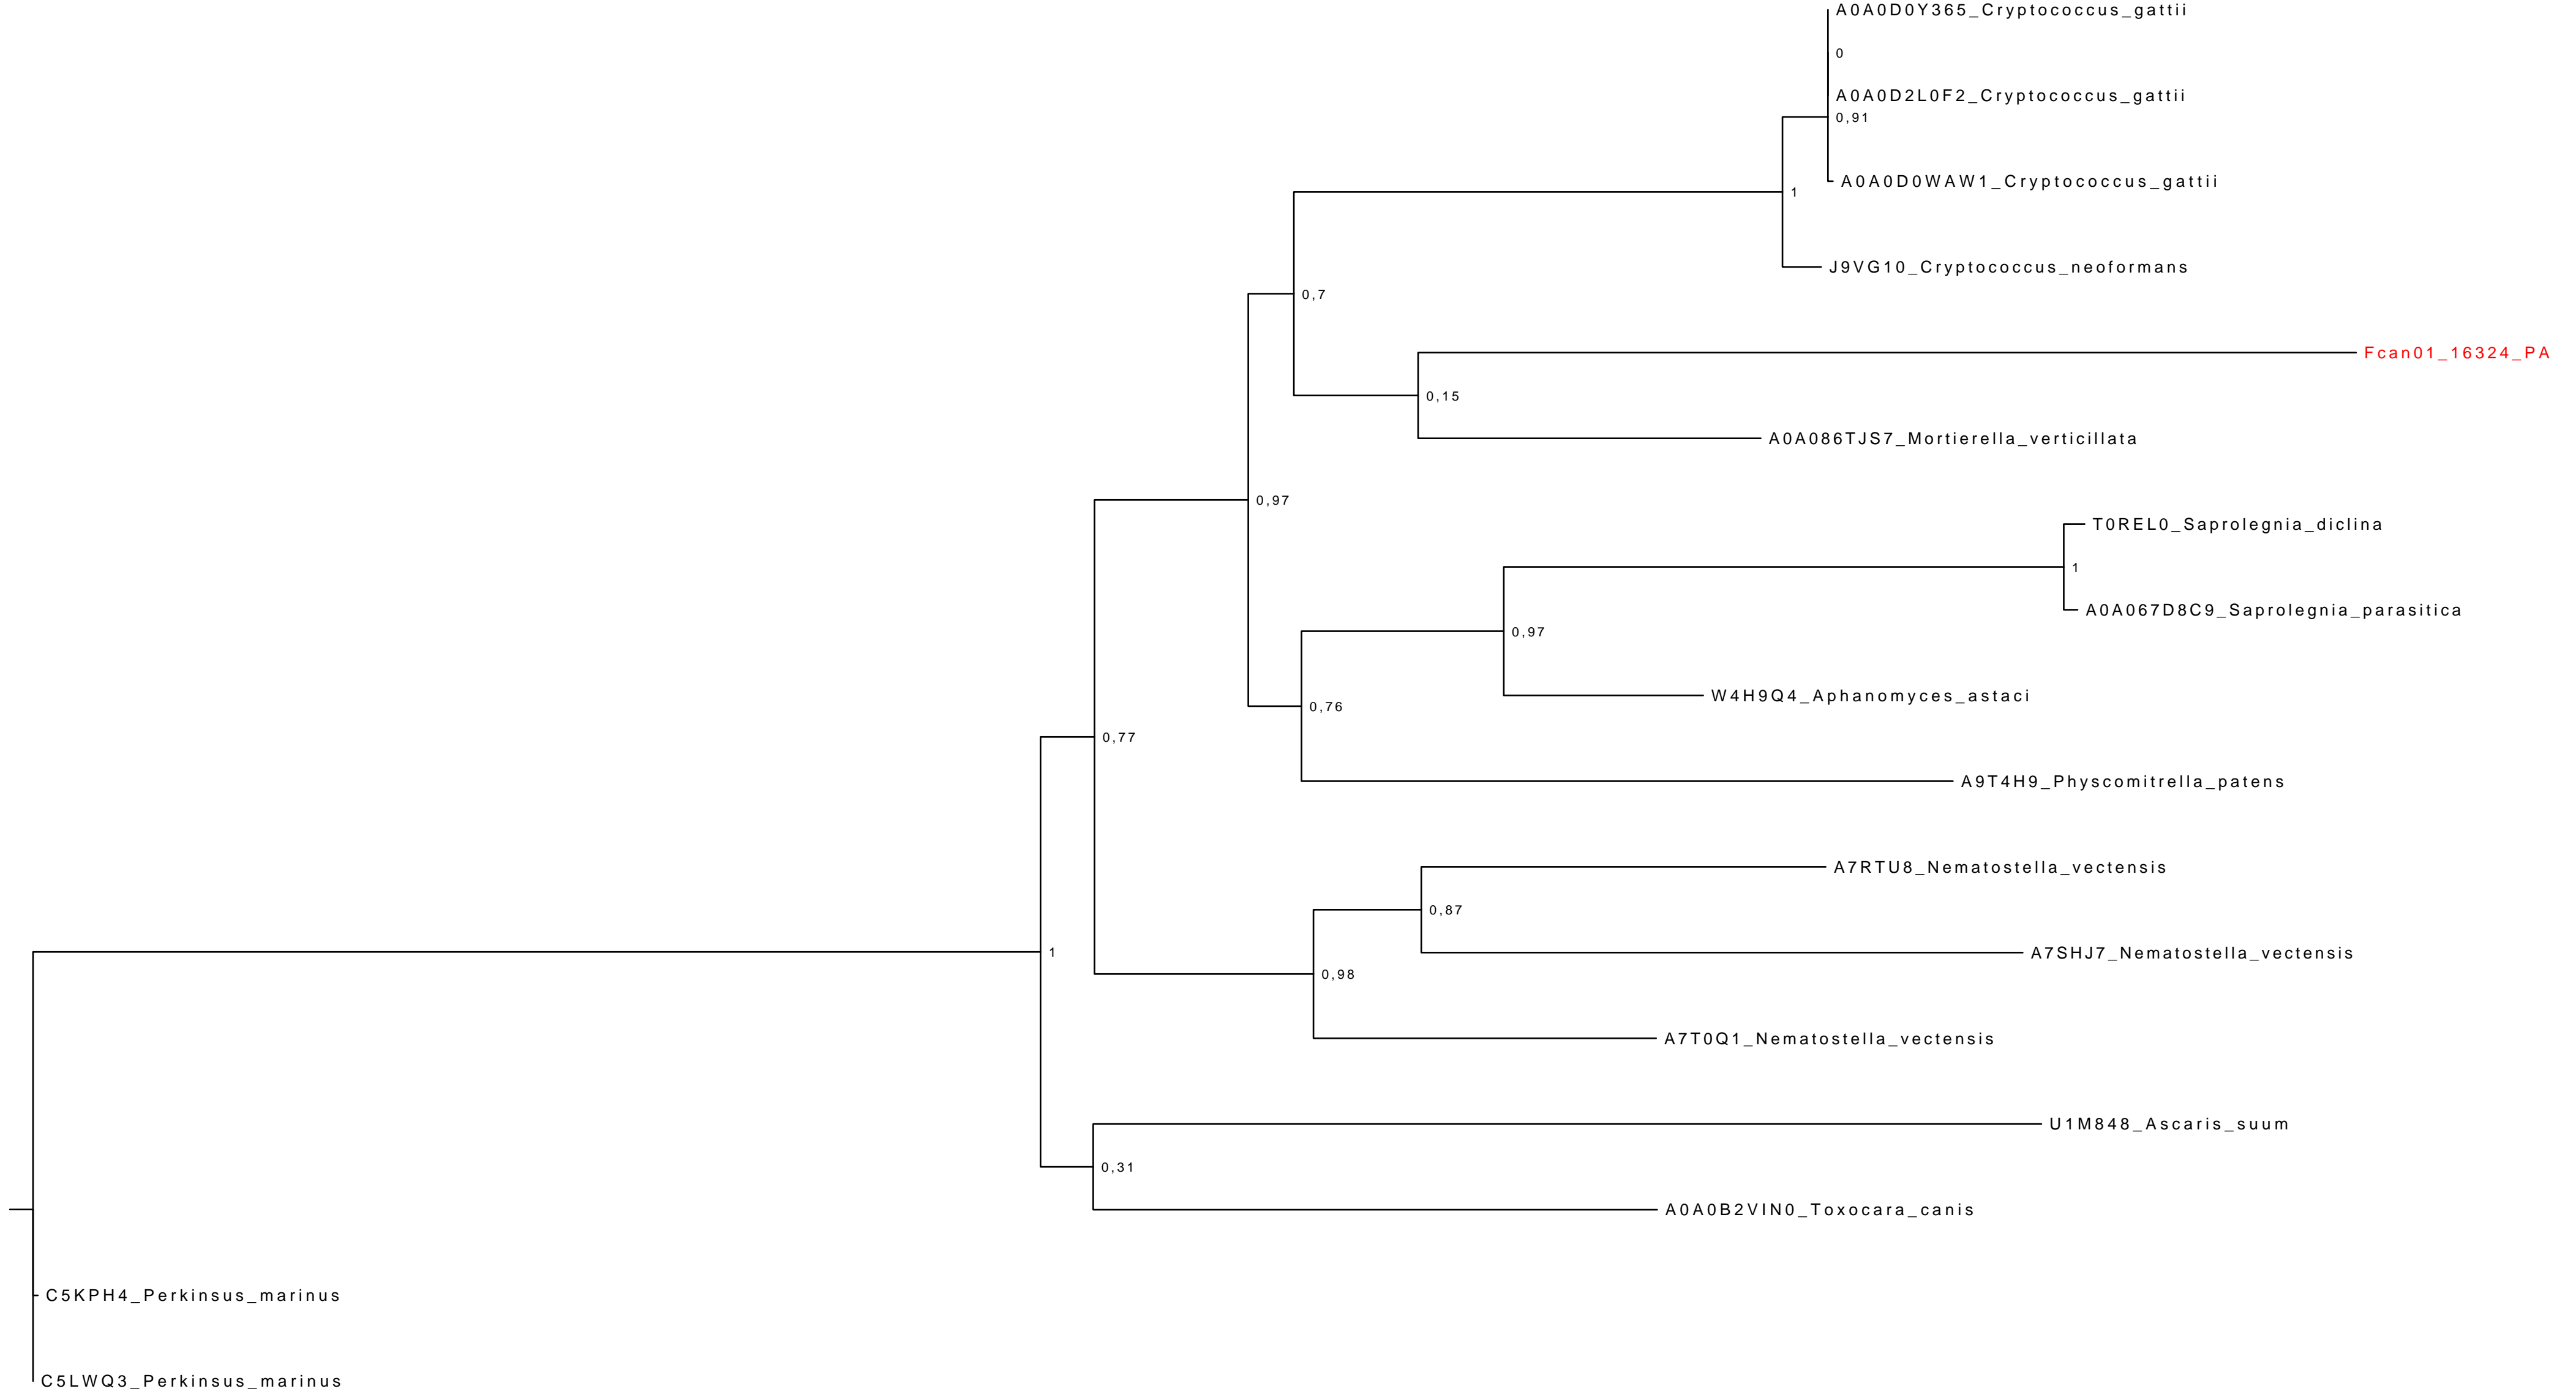 A0A0D0Y365_Cryptococcus_gattii
0
A0A0D2L0F2_Cryptococcus_gattii
0,91
A0A0D0WAW1_Cryptococcus_gattii
1
J9VG10_Cryptococcus_neoformans
0,7
Fcan01_16324_PA
0,15
A0A086TJS7_Mortierella_verticillata
0,97
T0REL0_Saprolegnia_diclina
1
A0A067D8C9_Saprolegnia_parasitica
0,97
W4H9Q4_Aphanomyces_astaci
0,76
0,77
A9T4H9_Physcomitrella_patens
A7RTU8_Nematostella_vectensis
0,87
1
A7SHJ7_Nematostella_vectensis
0,98
A7T0Q1_Nematostella_vectensis
U1M848_Ascaris_suum
0,31
A0A0B2VIN0_Toxocara_canis
C5KPH4_Perkinsus_marinus
C5LWQ3_Perkinsus_marinus